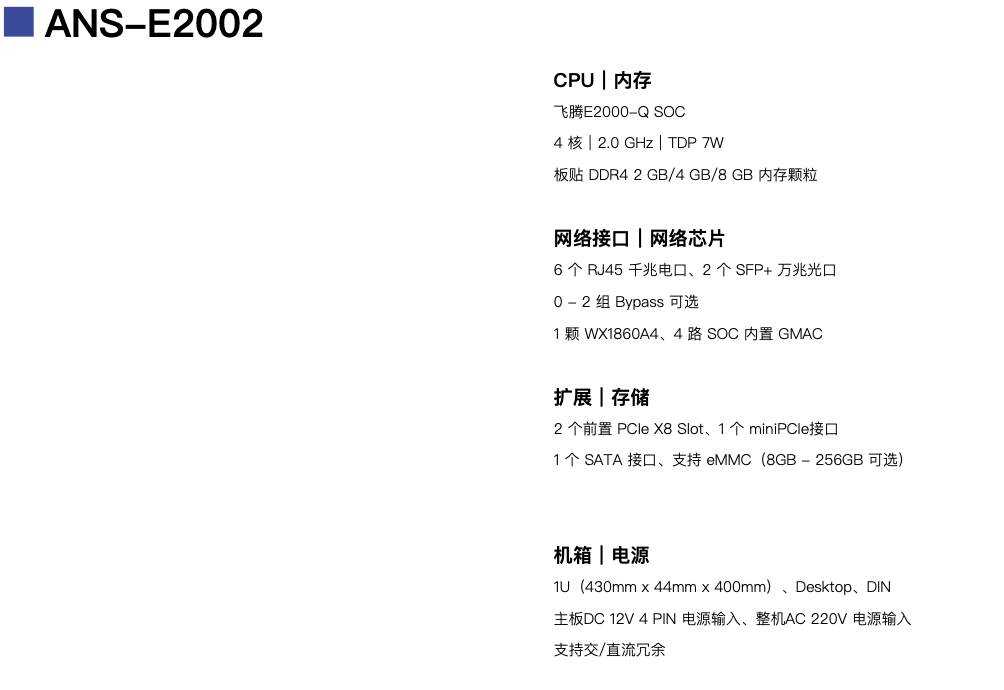 ANS–E2002
CPU｜内存
飞腾E2000–Q SOC
4 核｜2.0 GHz｜TDP 7W
板贴 DDR4 2 GB/4 GB/8 GB 内存颗粒
网络接口｜网络芯片
6 个 RJ45 千兆电口、2 个 SFP+ 万兆光口
0 – 2 组 Bypass 可选
1 颗 WX1860A4、4 路 SOC 内置 GMAC
扩展｜存储
2 个前置 PCIe X8 Slot、1 个 miniPCIe接口
1 个 SATA 接口、支持 eMMC（8GB – 256GB 可选）
机箱｜电源
1U（430mm x 44mm x 400mm）、Desktop、DIN
主板DC 12V 4 PIN 电源输入、整机AC 220V 电源输入
支持交/直流冗余